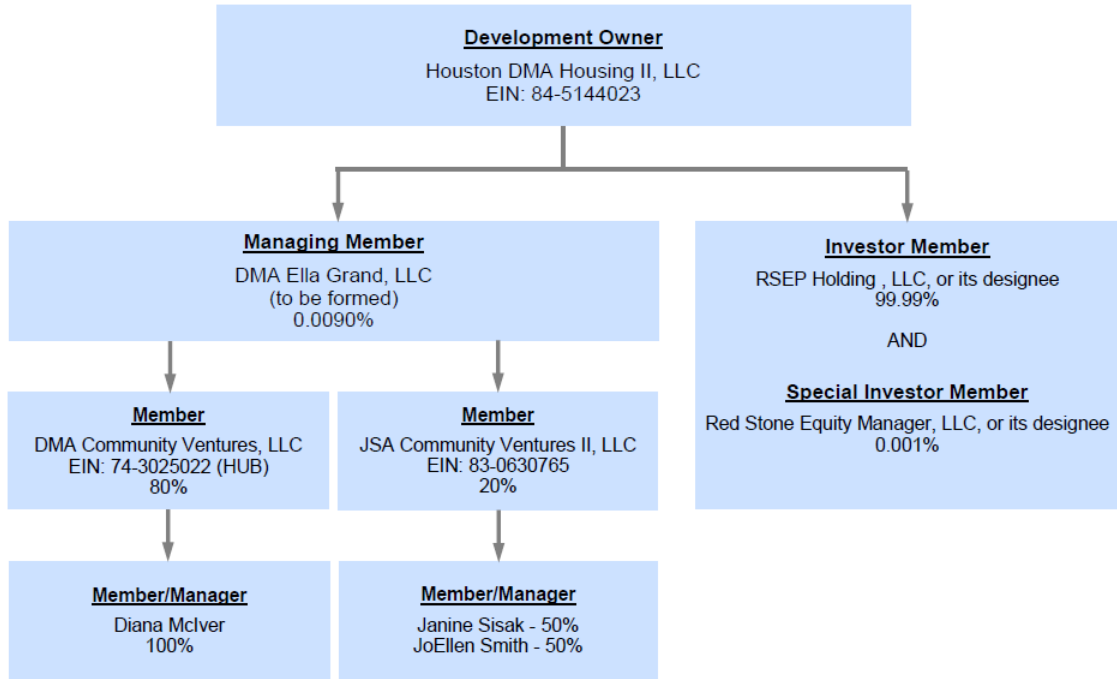 Development Owner
Houston DMA Housing II, LLC
EIN: 84-5144023
Managing Member
DMA Ella Grand, LLC
(to be formed)
0.0090%
Investor Member
RSEP Holding , LLC, or its designee
99.99%
AND
Special Investor Member
Red Stone Equity Manager, LLC, or its designee
0.001%
Member
DMA Community Ventures, LLC
EIN: 74-3025022 (HUB)
80%
Member
JSA Community Ventures II, LLC
EIN: 83-0630765
20%
Member/Manager
Diana McIver
100%
Member/Manager
Janine Sisak - 50%
JoEllen Smith - 50%